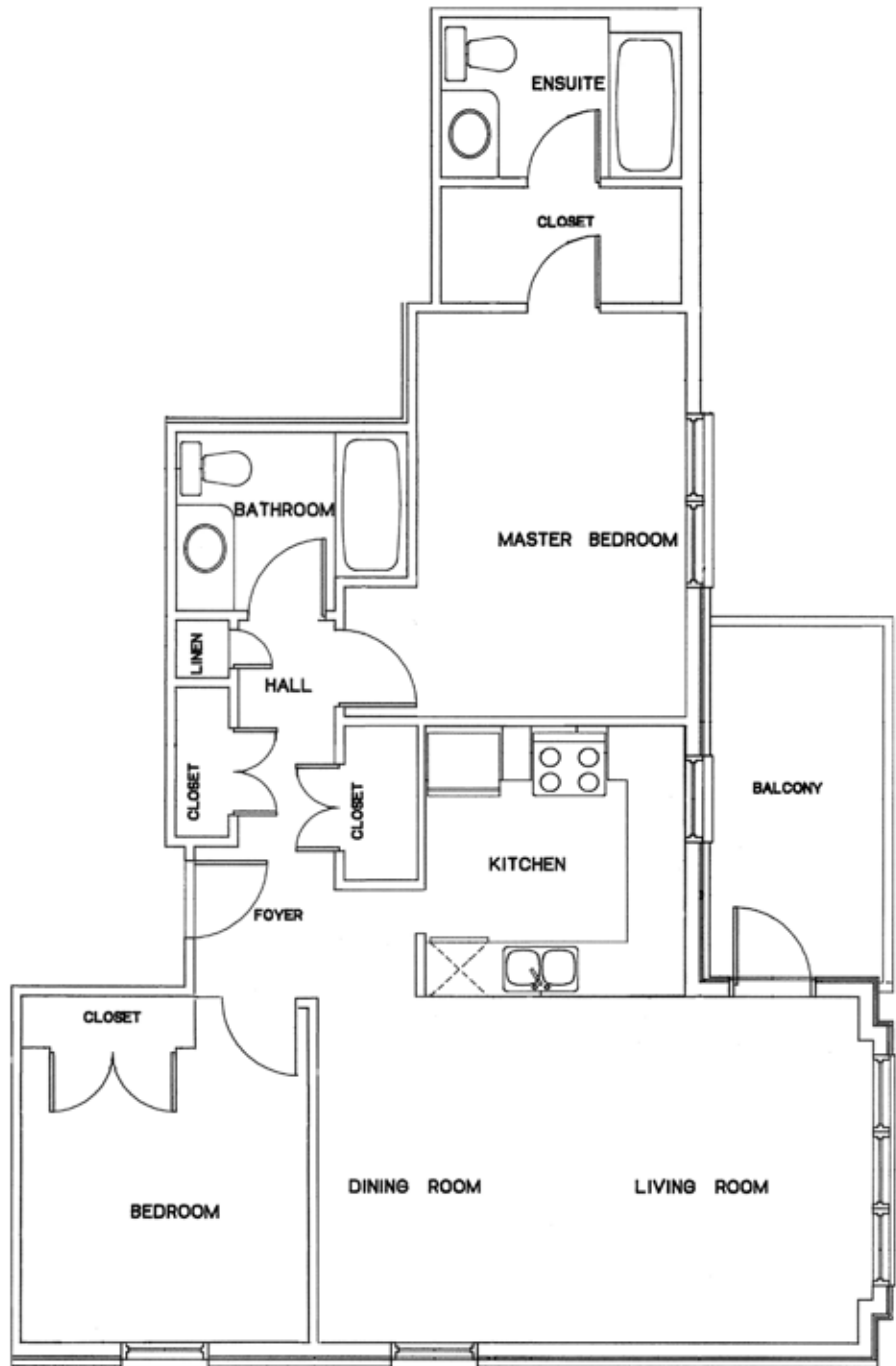 ENSUITE
CLOSET
BATHROOM
MASTER BEDROOM
LINEN
HALL
CLOSET
CLOSET
BALCONY
KITCHEN
FOYER
CLOSET
DINING ROOM
LIVING ROOM
BEDROOM